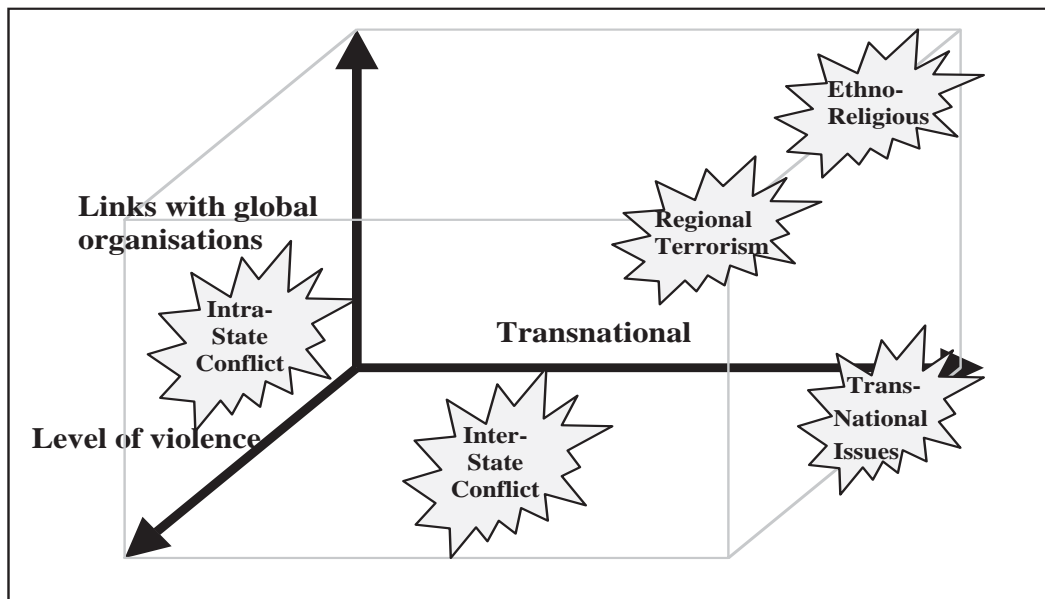 Ethno-
Religious
Links with global
organisations
Regional
Terrorism
Intra-
State
Conflict
Transnational
Level of violence
Inter-
State
Conflict
Trans-
National
Issues